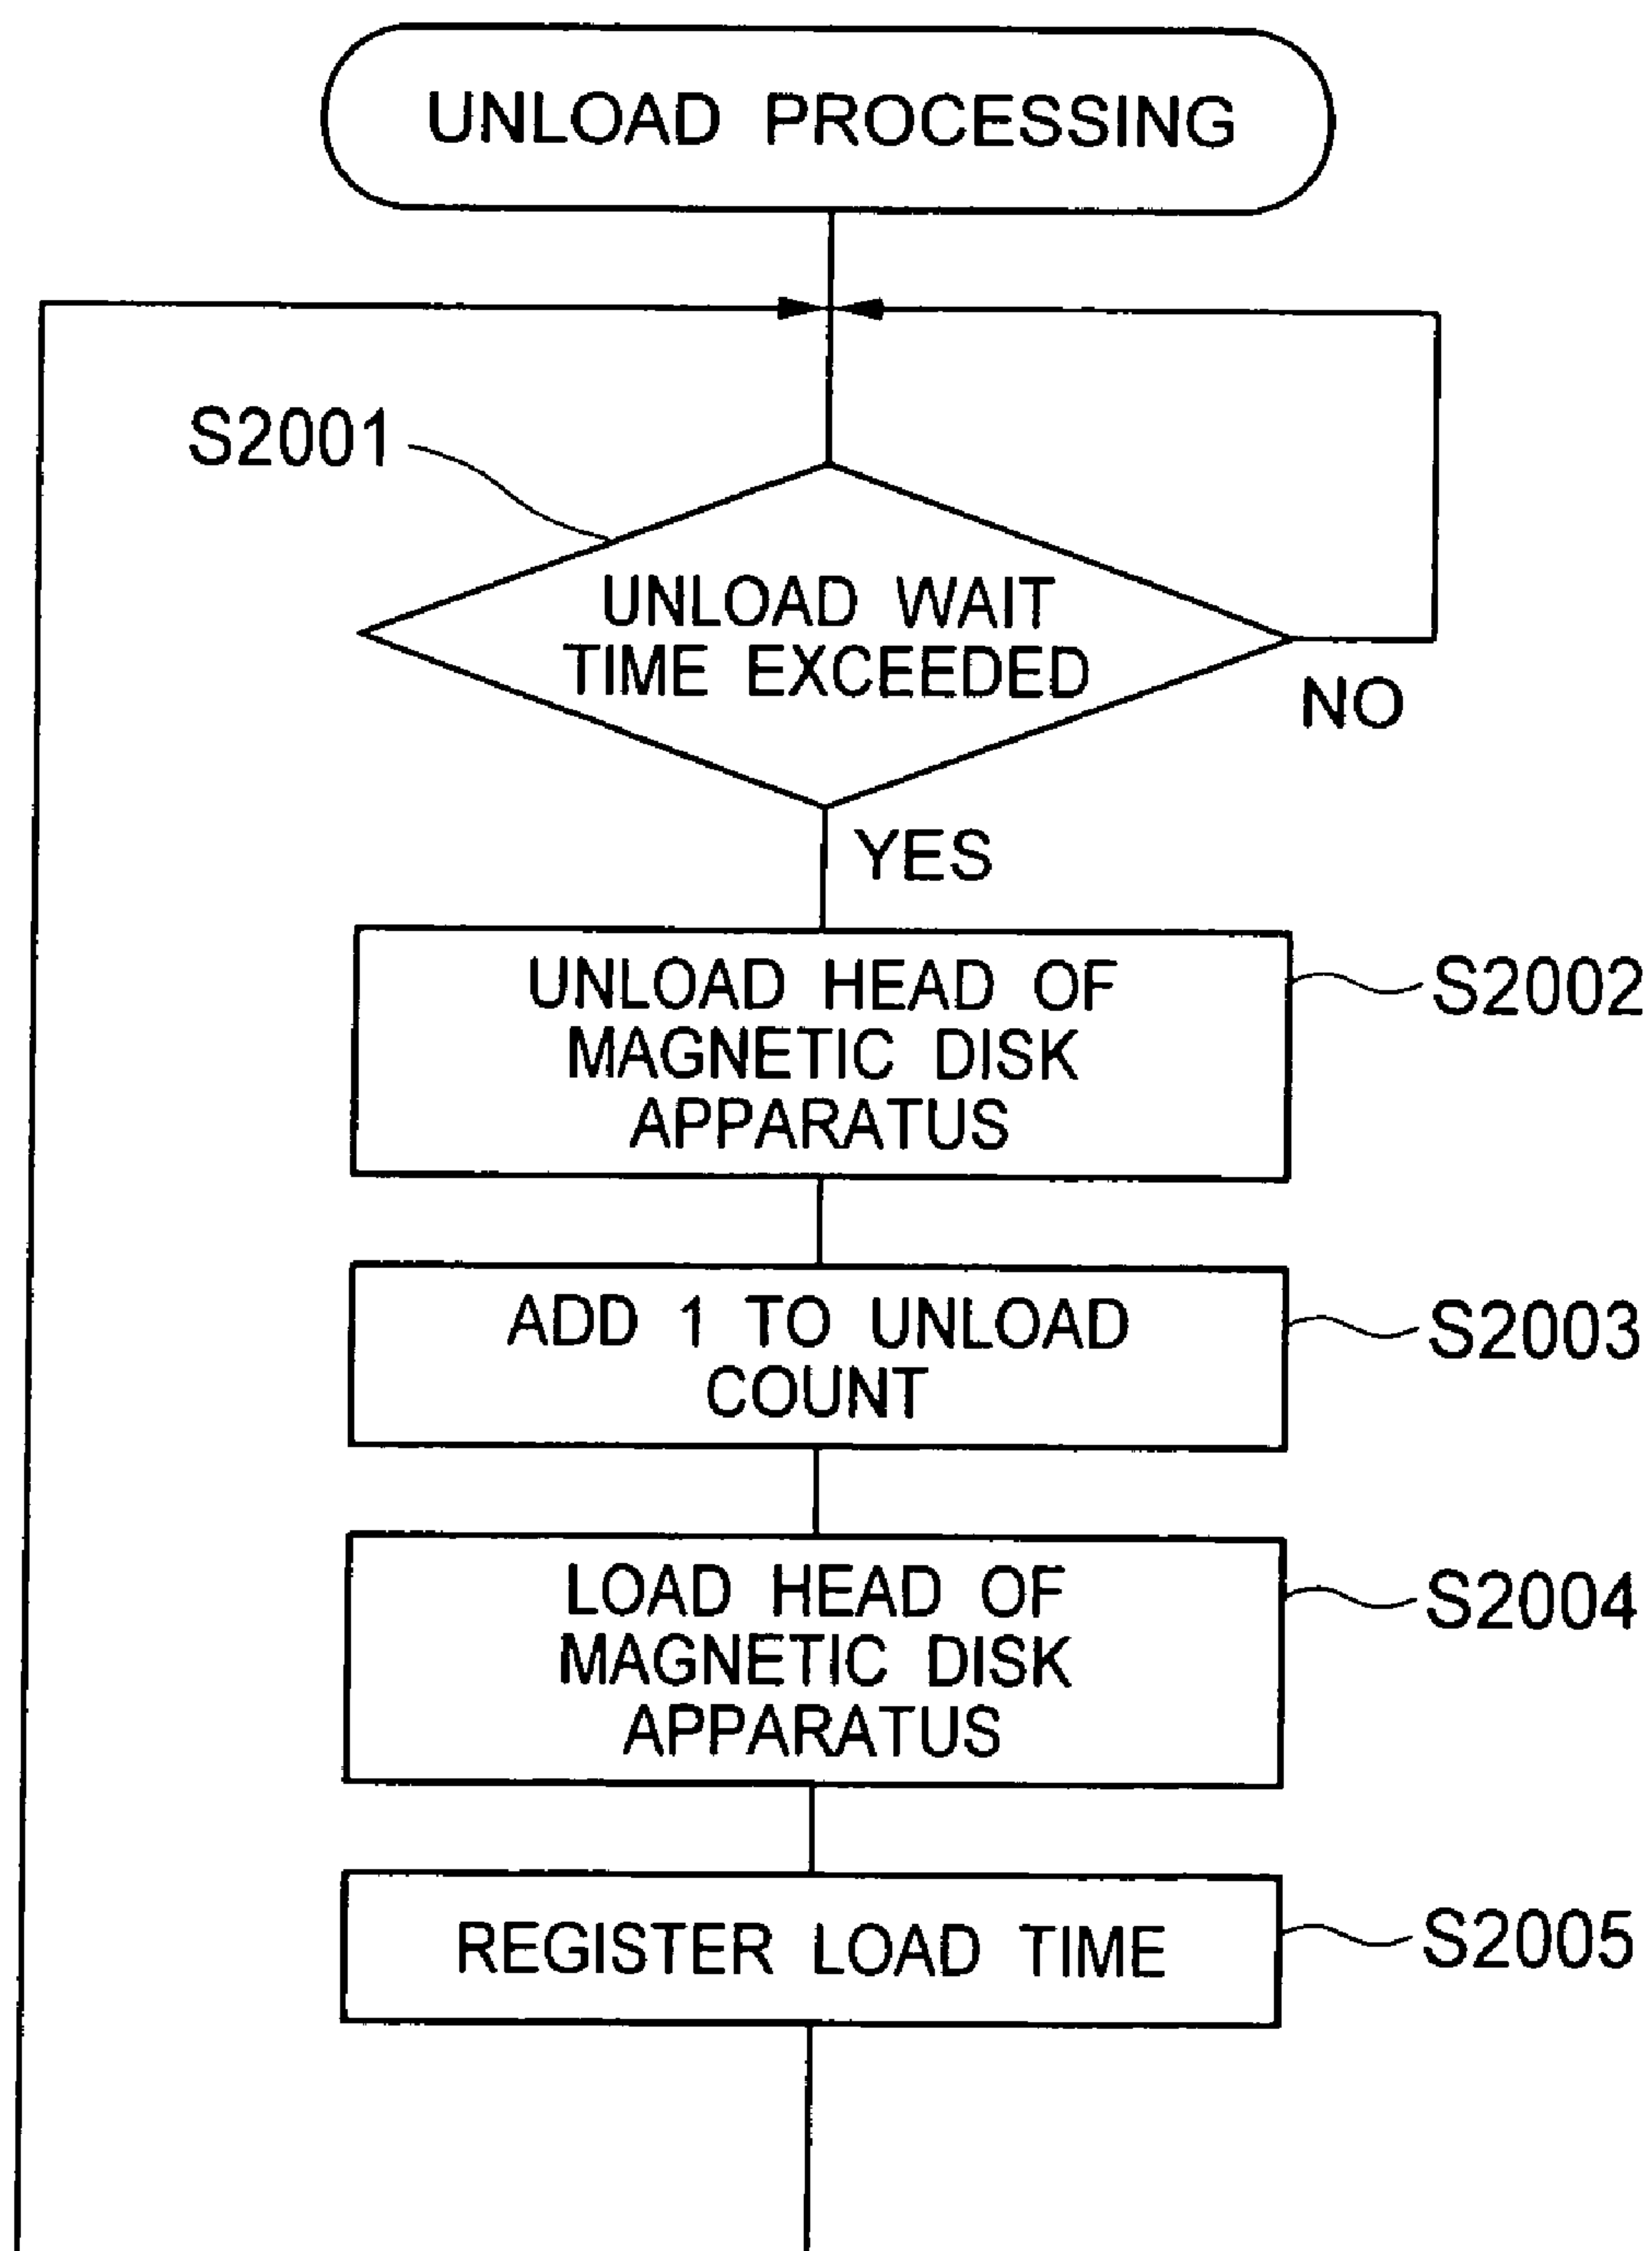 UNLOAD PROCESSING
S2001
UNLOAD WAIT
TIME EXCEEDED
NO
YES
UNLOAD HEAD OF
MAGNETIC DISK
APPARATUS
S2002
ADD 1 TO UNLOAD
COUNT
S2003
LOAD HEAD OF
MAGNETIC DISK
APPARATUS
S2004
REGISTER LOAD TIME
S2005